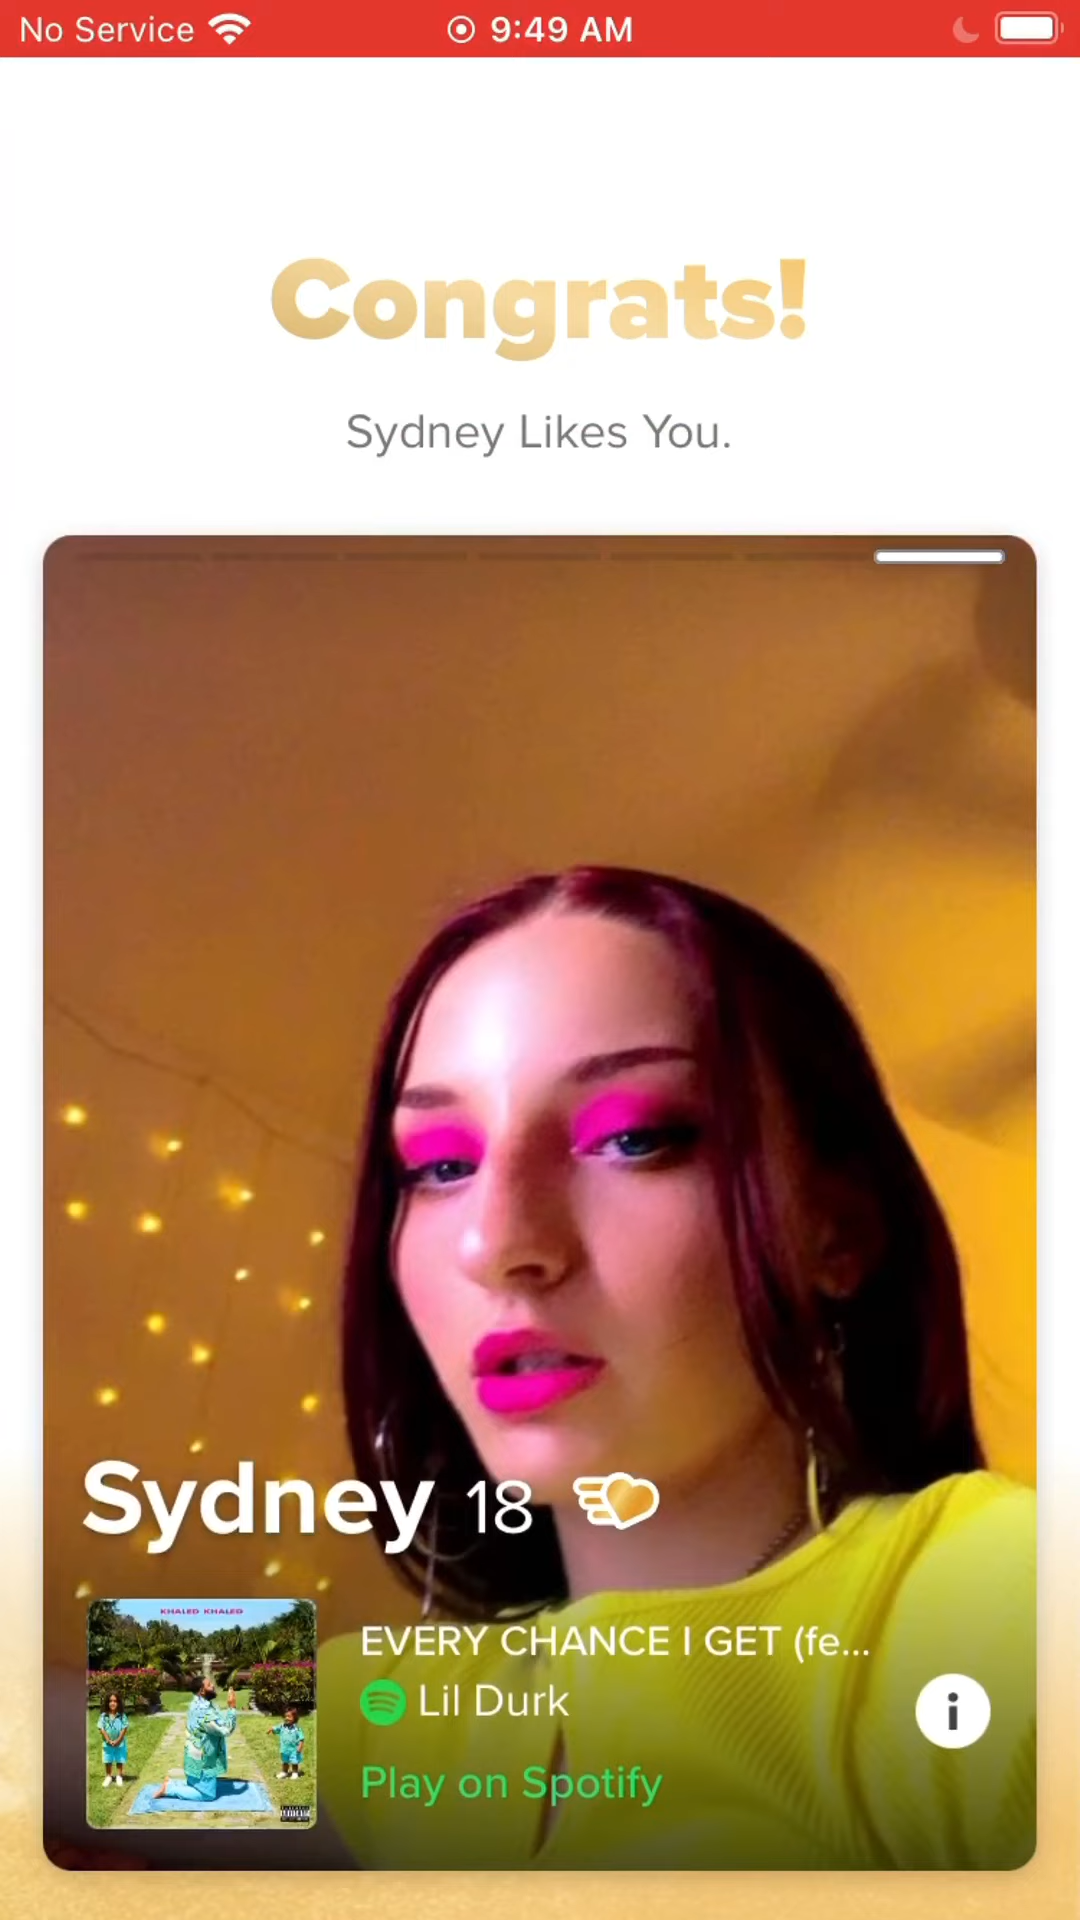 No Service 9:49 AM
Congrats!
Sydney Likes You.
Sydney 18
KHALED KHALED
EVERY CHANCE I GET (fe...
Lil Durk
Play on Spotify